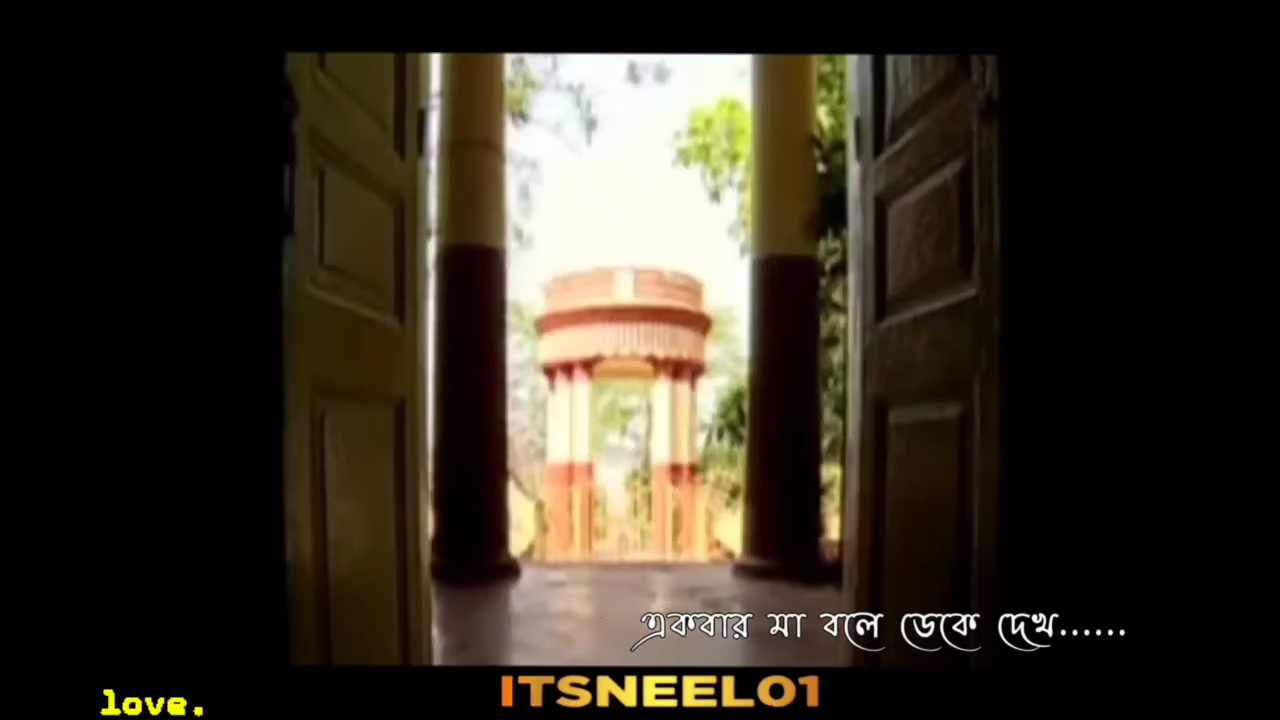 একবার মা বলে ডেকে দেখ......
ITSNEEL01
love.